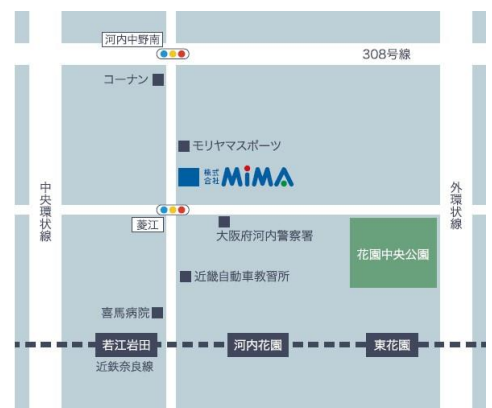 河内中野南
308号線
コーナン
モリヤマスポーツ
株式会社 MiMA
中央環状線
外環状線
菱江
大阪府河内警察署
花園中央公園
近畿自動車教習所
喜馬病院
若江岩田
河内花園
東花園
近鉄奈良線